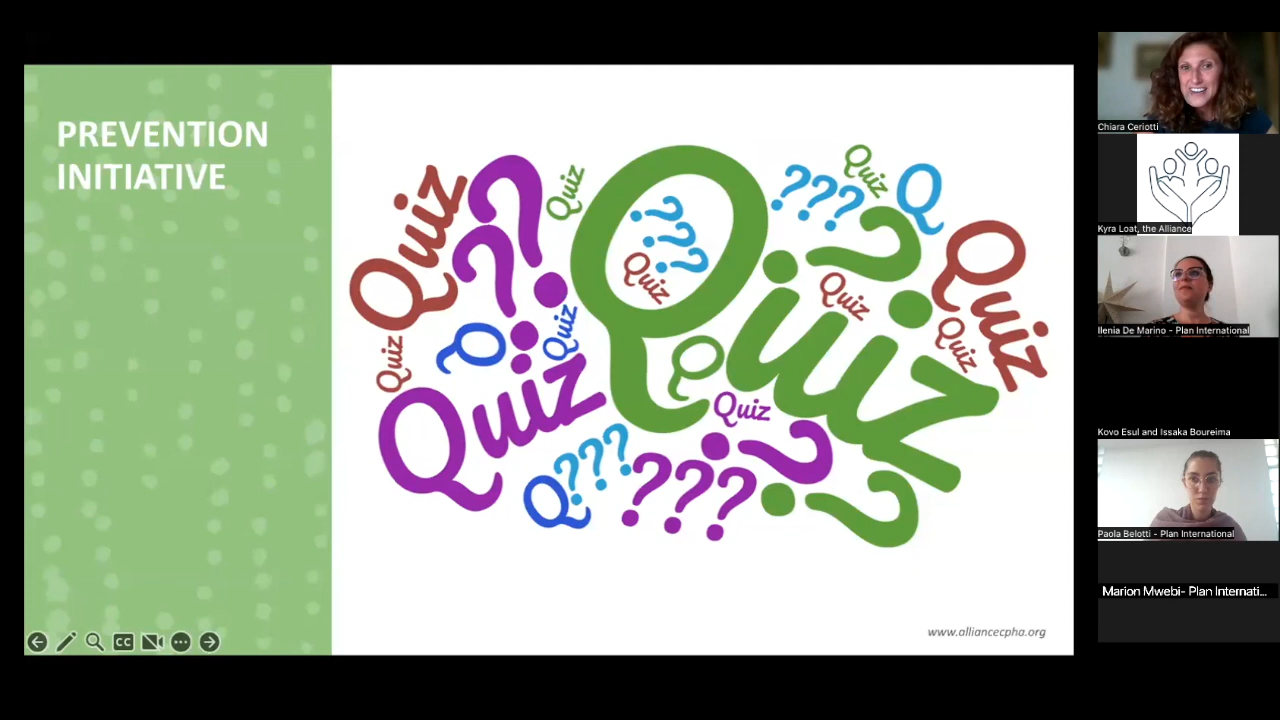 PREVENTION
INITIATIVE
Quiz
??
Quiz
Quiz
???
Quiz
???
Quiz
Q
?
Quiz
Quiz
Quiz
Quiz
Q
Quiz
Quiz
Q
Quiz
Q???
???
?
?
www.alliancecpha.org
CC
Chiara Ceriotti
Kyra Loat, the Alliance
Ilenia De Marino - Plan International
Kovo Esul and Issaka Boureima
Paola Belotti - Plan International
Marion Mwebi- Plan Internati...